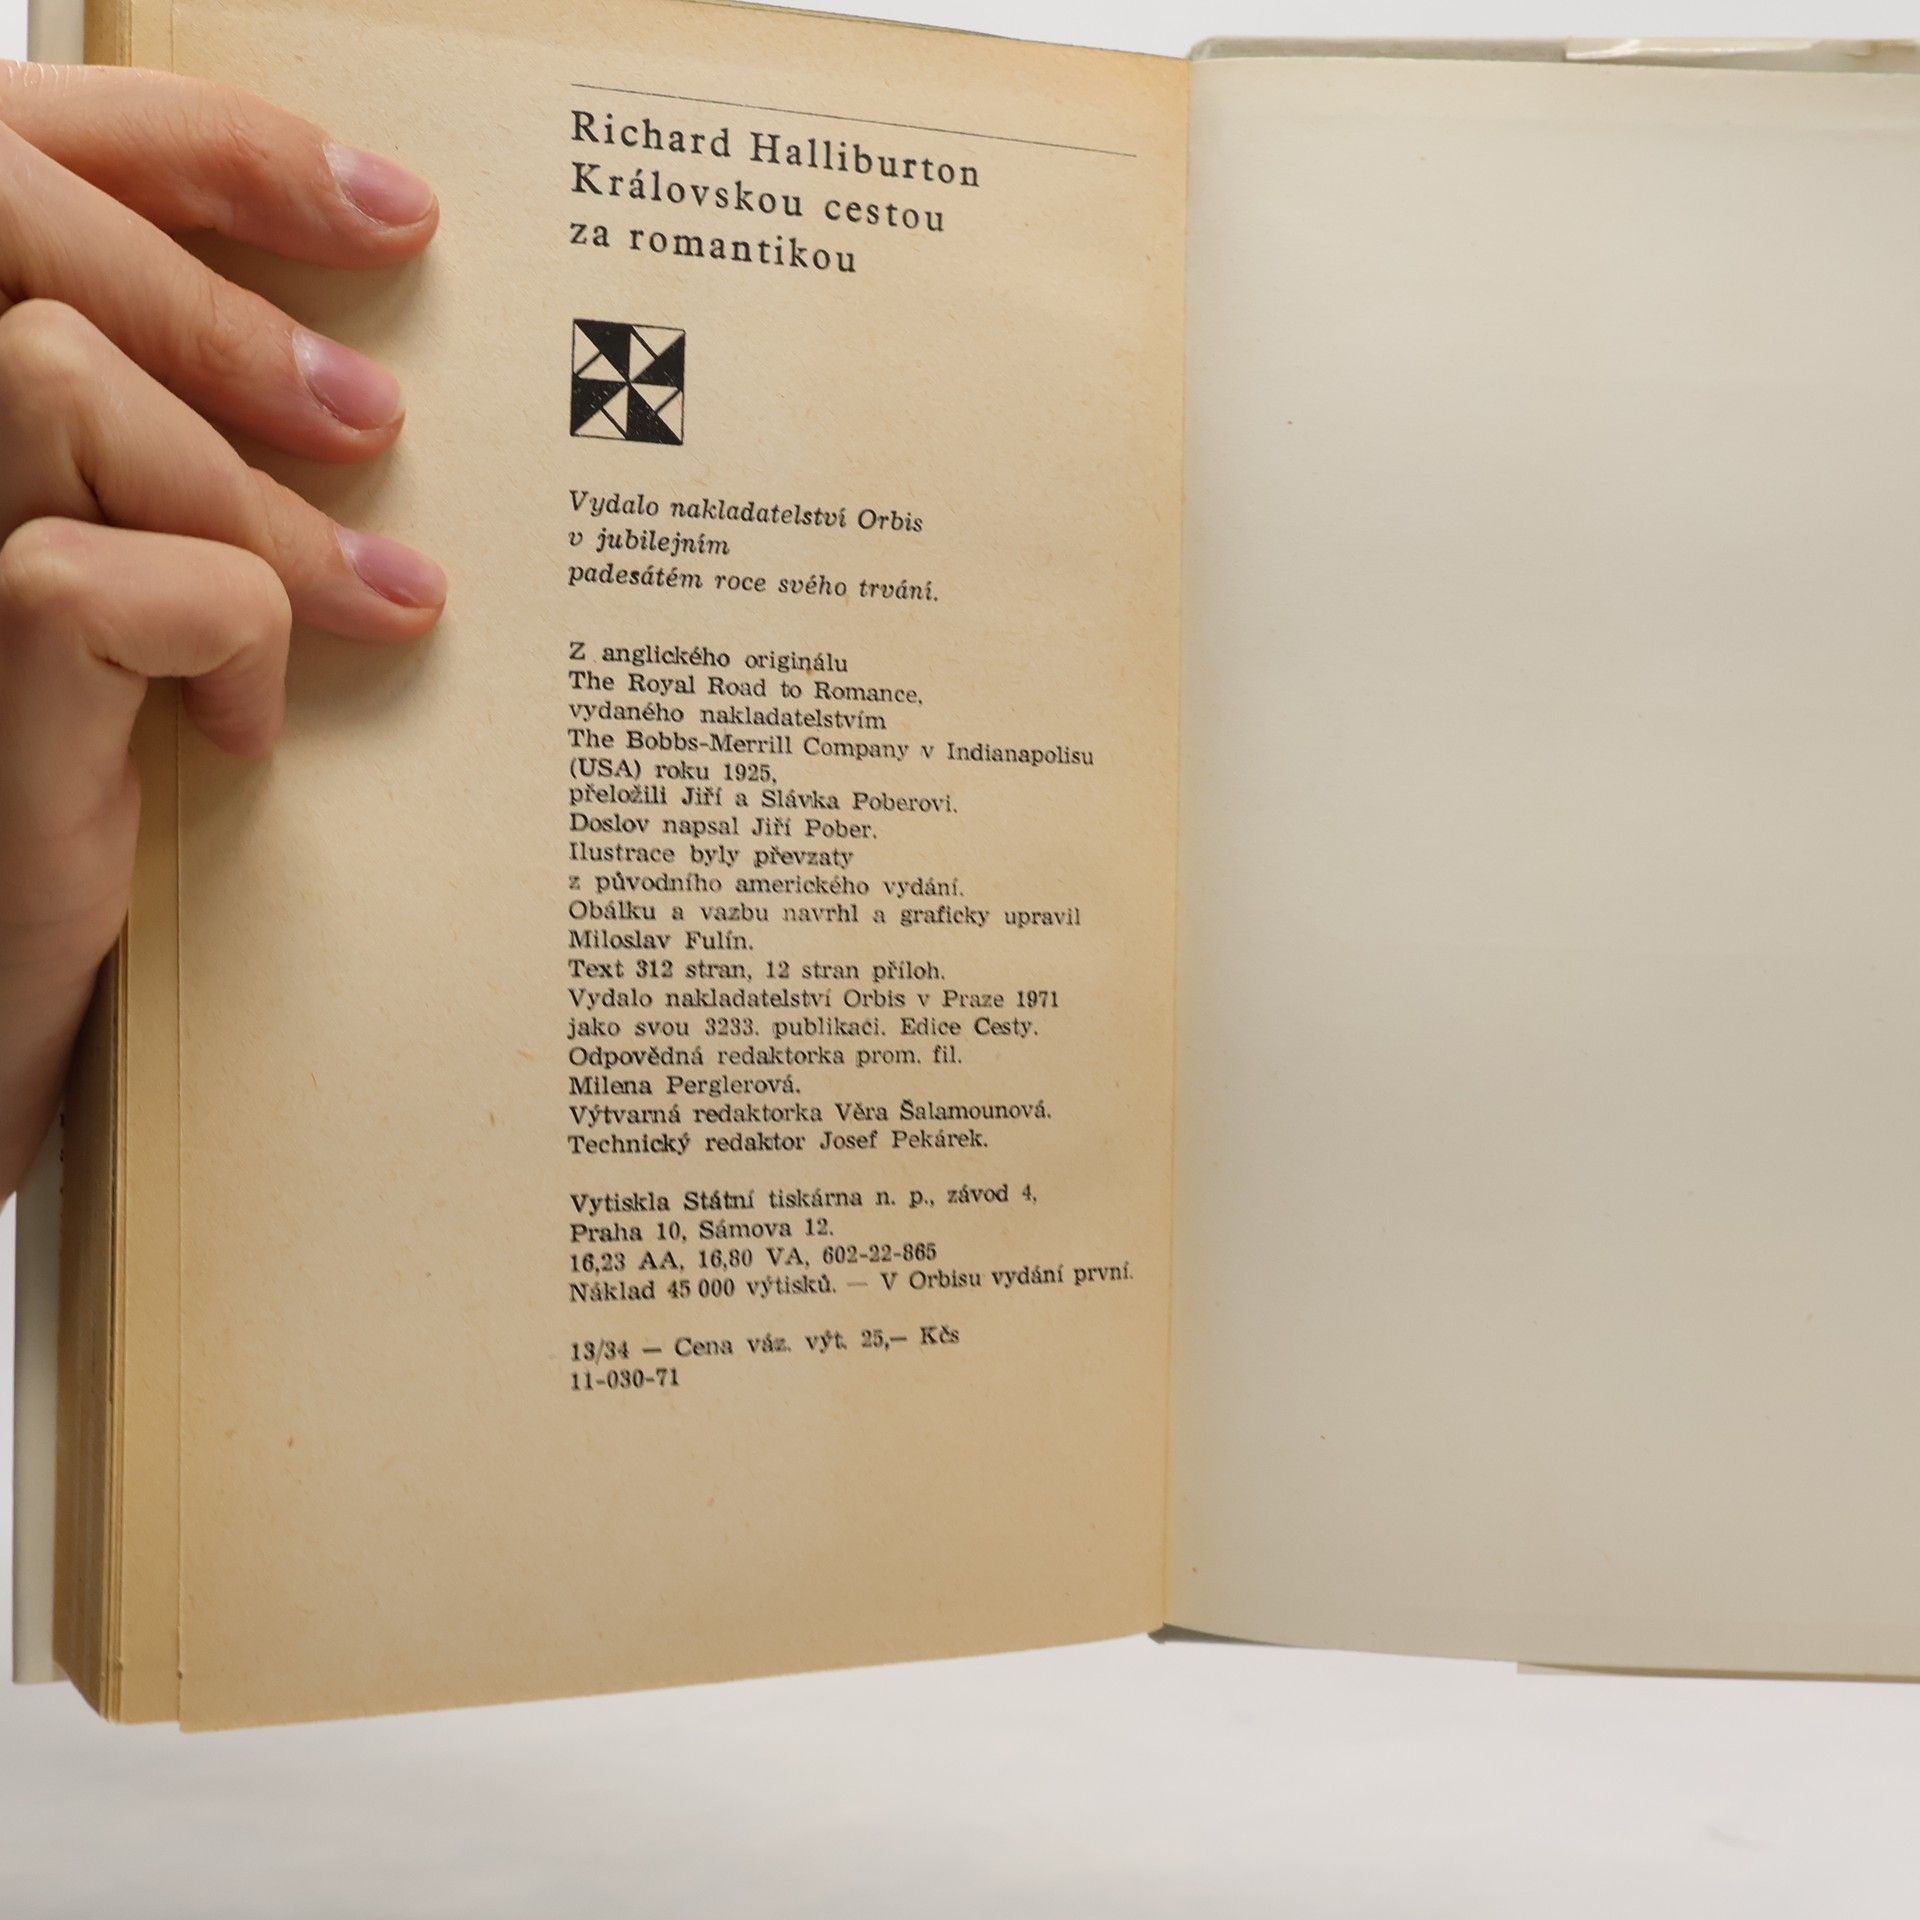 Richard Halliburton
Královskou cestou
za romantikou
Vydalo nakladatelství Orbis
v jubilejním
padesátém roce svého trvání.
Z anglického originálu
The Royal Road to Romance,
vydaného nakladatelstvím
The Bobbs-Merrill Company v Indianapolisu
(USA) roku 1925,
přeložili Jiří a Slávka Poberovi.
Doslov napsal Jiří Pober.
Ilustrace byly převzaty
z původního amerického vydání.
Obálku a vazbu navrhl a graficky upravil
Miloslav Fulín.
Text 312 stran, 12 stran příloh.
Vydalo nakladatelství Orbis v Praze 1971
jako svou 3233. publikaci. Edice Cesty.
Odpovědná redaktorka prom. fil.
Milena Perglerová.
Výtvarná redaktorka Věra Šalamounová.
Technický redaktor Josef Pekárek.
Vytiskla Státní tiskárna n. p., závod 4,
Praha 10, Sámova 12.
16,23 AA, 16,80 VA, 602-22-865
Náklad 45 000 výtisků. — V Orbisu vydání první.
13/34 — Cena váz. výt. 25,— Kčs
11-030-71